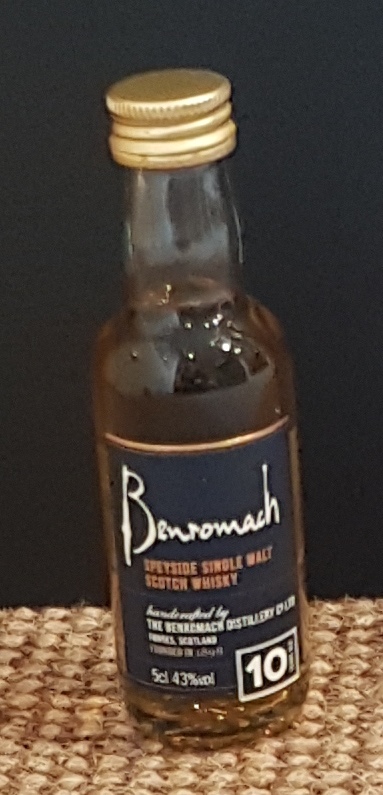 Benromach
SPEYSIDE SINGLE MALT
SCOTCH WHISKY
handcrafted by
THE BENROMACH DISTILLERY CO LTD
FORRES, SCOTLAND
FOUNDED IN 1898
5cl 43%vol
10